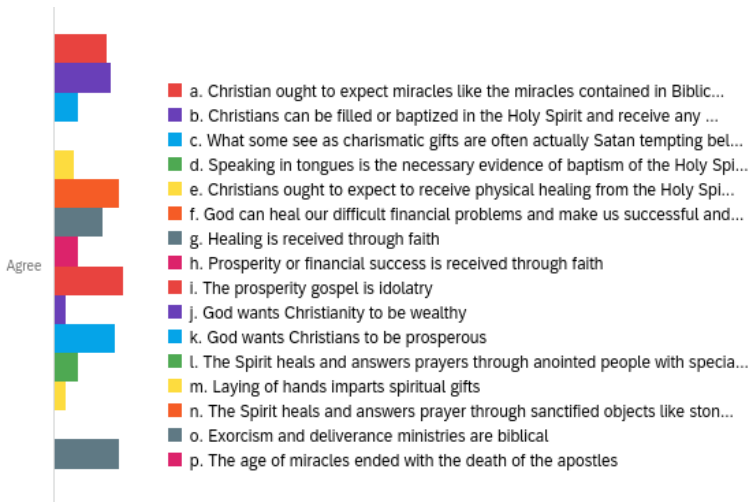 a. Christian ought to expect miracles like the miracles contained in Biblic...
b. Christians can be filled or baptized in the Holy Spirit and receive any ...
c. What some see as charismatic gifts are often actually Satan tempting bel...
d. Speaking in tongues is the necessary evidence of baptism of the Holy Spi...
e. Christians ought to expect to receive physical healing from the Holy Spi...
f. God can heal our difficult financial problems and make us successful and...
g. Healing is received through faith
Agree
h. Prosperity or financial success is received through faith
i. The prosperity gospel is idolatry
j. God wants Christianity to be wealthy
k. God wants Christians to be prosperous
l. The Spirit heals and answers prayers through anointed people with specia...
m. Laying of hands imparts spiritual gifts
n. The Spirit heals and answers prayer through sanctified objects like ston...
o. Exorcism and deliverance ministries are biblical
p. The age of miracles ended with the death of the apostles